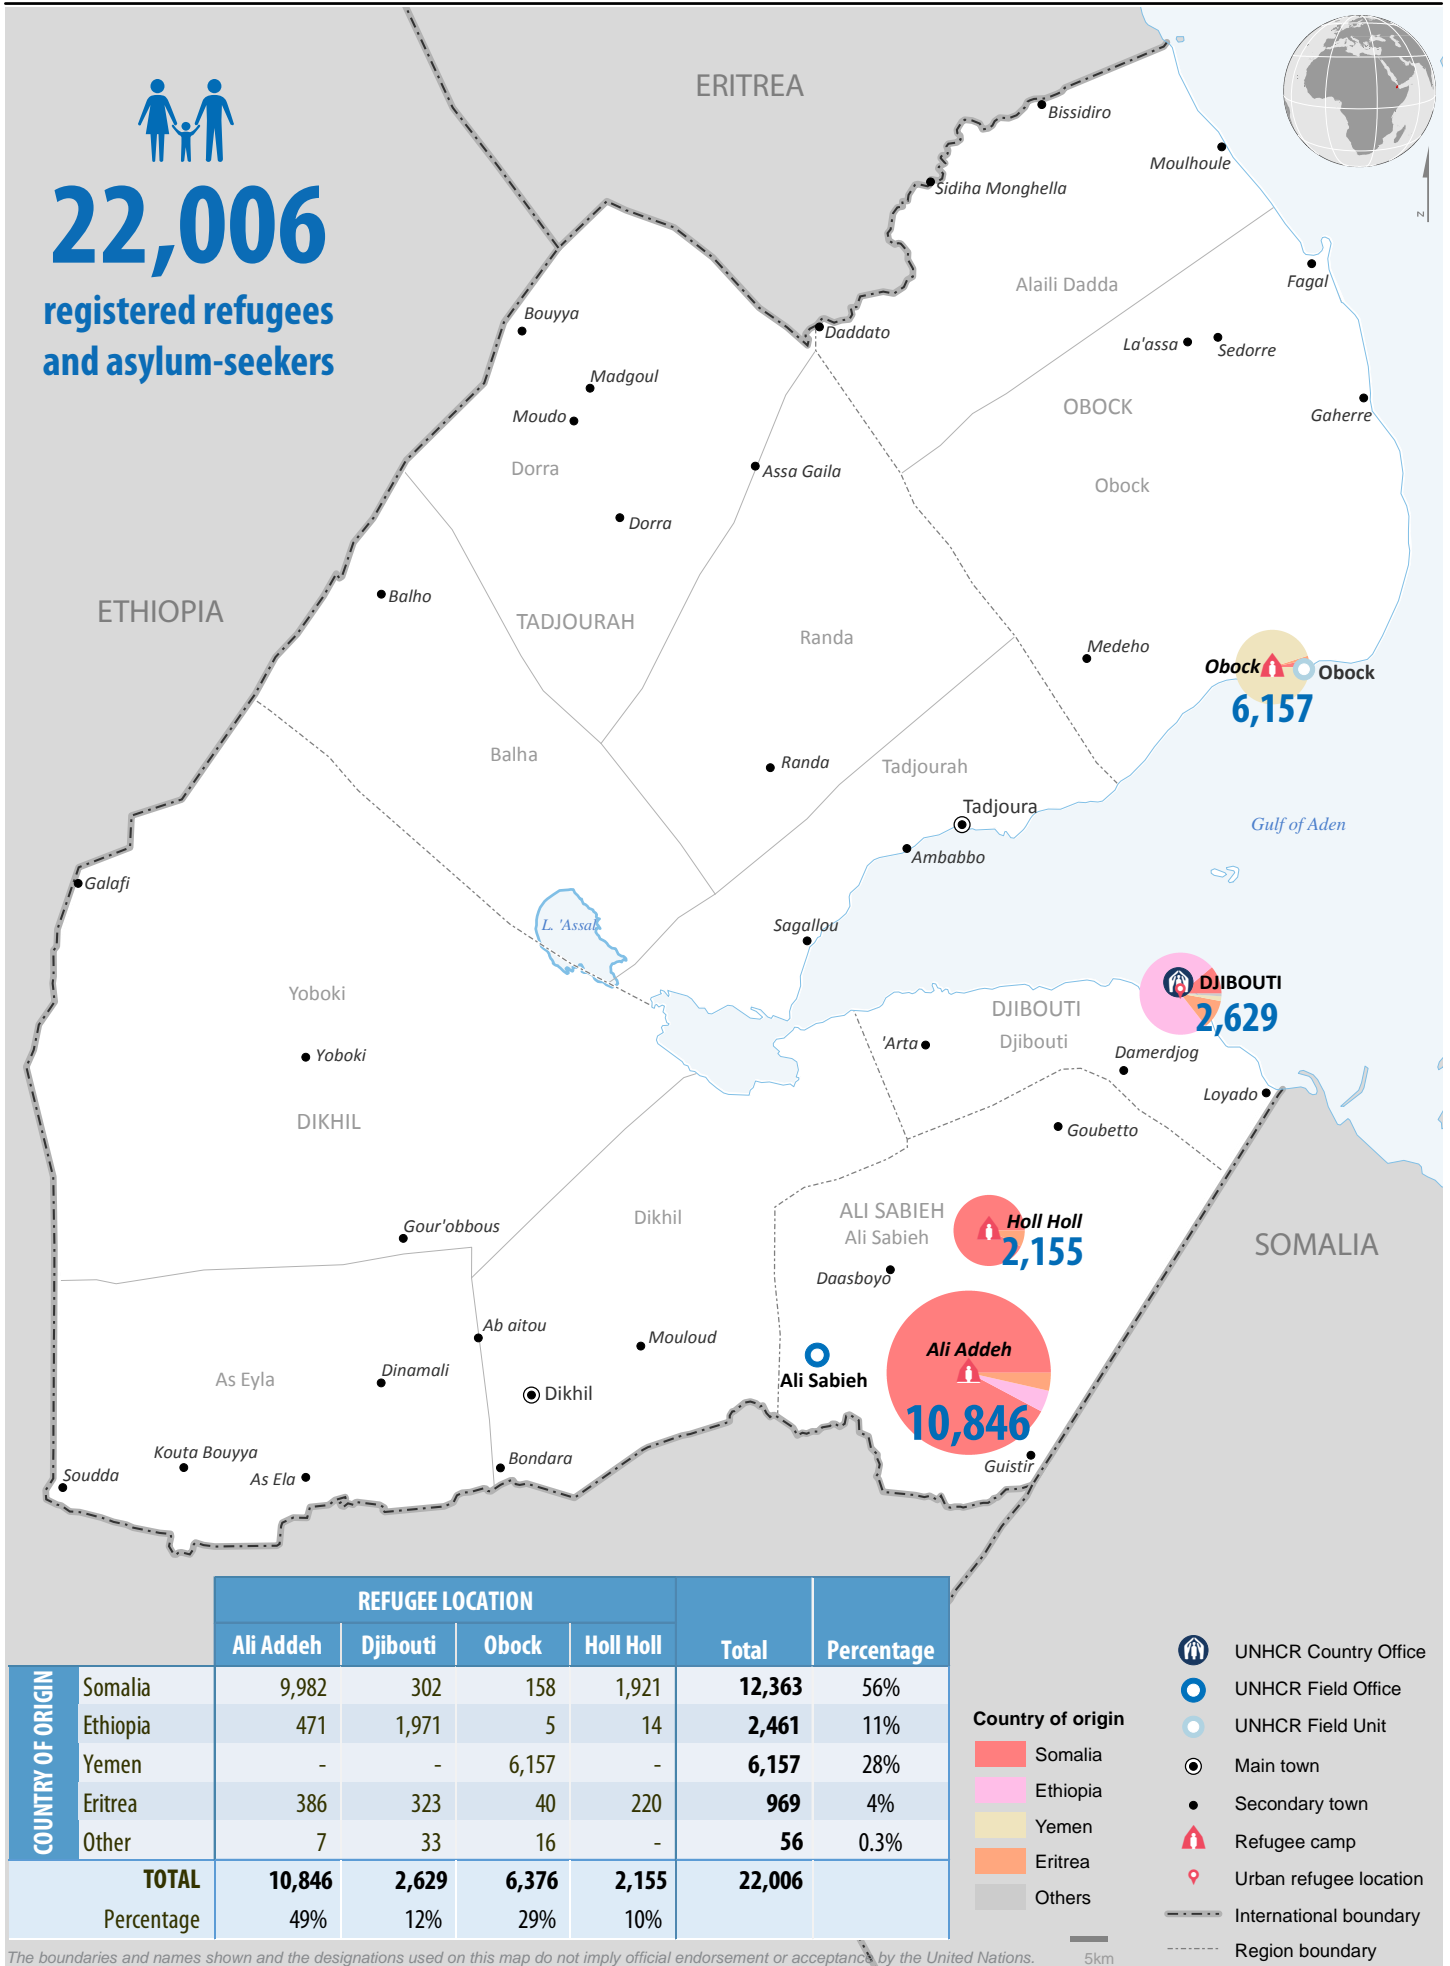 ERITREA
22,006
registered refugees
and asylum-seekers
Bissidiro
Moulhoule
Sidiha Monghella
z
Alaili Dadda
Fagal
Bouyya
Daddato
La'assa
Sedorre
Madgoul
Moudo
OBOCK
Gaherre
Dorra
Assa Gaila
Obock
Dorra
ETHIOPIA
Balho
TADJOURAH
Randa
Medeho
Obock
Obock
6,157
Balha
Randa
Tadjourah
Tadjoura
Gulf of Aden
Ambabbo
Galafi
L. 'Assal
Sagallou
Yoboki
DJIBOUTI
2,629
DJIBOUTI
Djibouti
'Arta
Damerdjog
Yoboki
Loyado
DIKHIL
Goubetto
Gour'obbous
Dikhil
ALI SABIEH
Ali Sabieh
Holl Holl
2,155
SOMALIA
Daasboyo
Ab aitou
Mouloud
Ali Addeh
10,846
Ali Sabieh
Dinamali
As Eyla
Dikhil
Kouta Bouyya
Bondara
Guistir
Soudda
As Ela
REFUGEE LOCATION
Ali Addeh Djibouti Obock Holl Holl Total Percentage
COUNTRY OF ORIGIN
Somalia 9,982 302 158 1,921 12,363 56%
Ethiopia 471 1,971 5 14 2,461 11%
Yemen - - 6,157 - 6,157 28%
Eritrea 386 323 40 220 969 4%
Other 7 33 16 - 56 0.3%
TOTAL 10,846 2,629 6,376 2,155 22,006
Percentage 49% 12% 29% 10%
Country of origin
Somalia
Ethiopia
Yemen
Eritrea
Others
UNHCR Country Office
UNHCR Field Office
UNHCR Field Unit
Main town
Secondary town
Refugee camp
Urban refugee location
International boundary
Region boundary
5km
The boundaries and names shown and the designations used on this map do not imply official endorsement or acceptance by the United Nations.